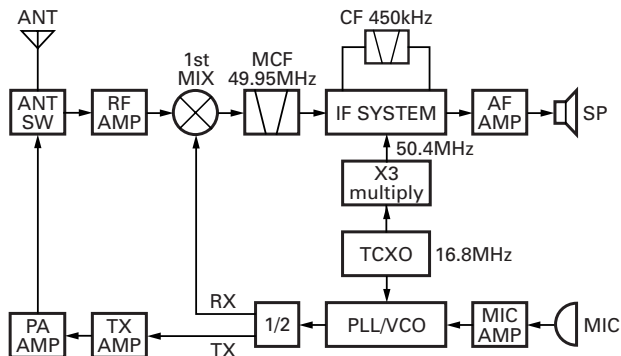 ANT
1st
MIX
MCF
49.95MHz
CF 450kHz
ANT
SW
RF
AMP
IF SYSTEM
AF
AMP
SP
50.4MHz
X3
multiply
TCXO
16.8MHz
RX
PA
AMP
TX
AMP
TX
1/2
PLL/VCO
MIC
AMP
MIC